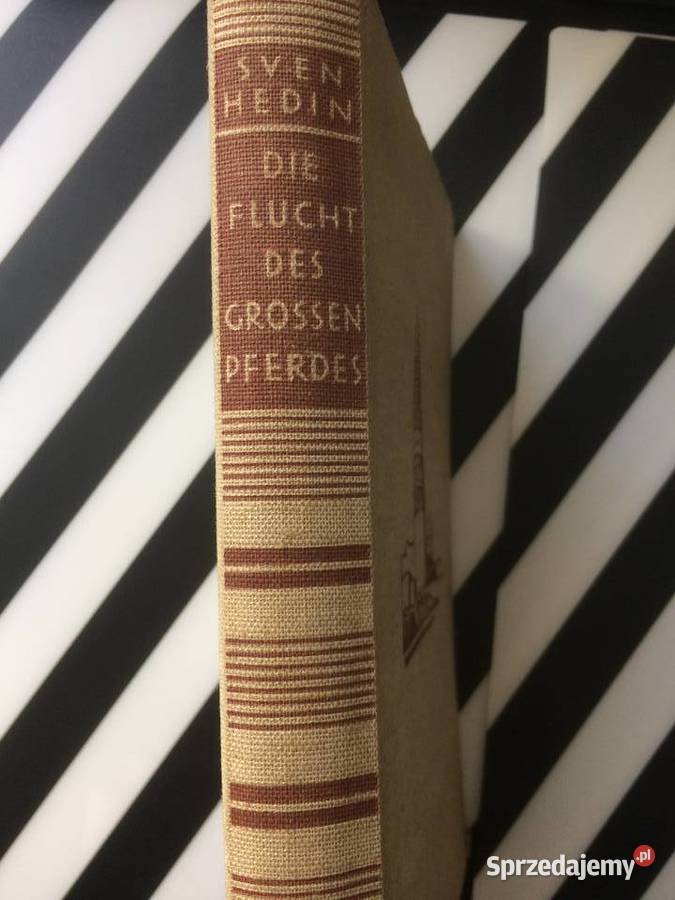 SVEN
HEDIN
DIE
FLUCHT
DES
GROSSEN
PFERDES
Sprzedajemy.pl